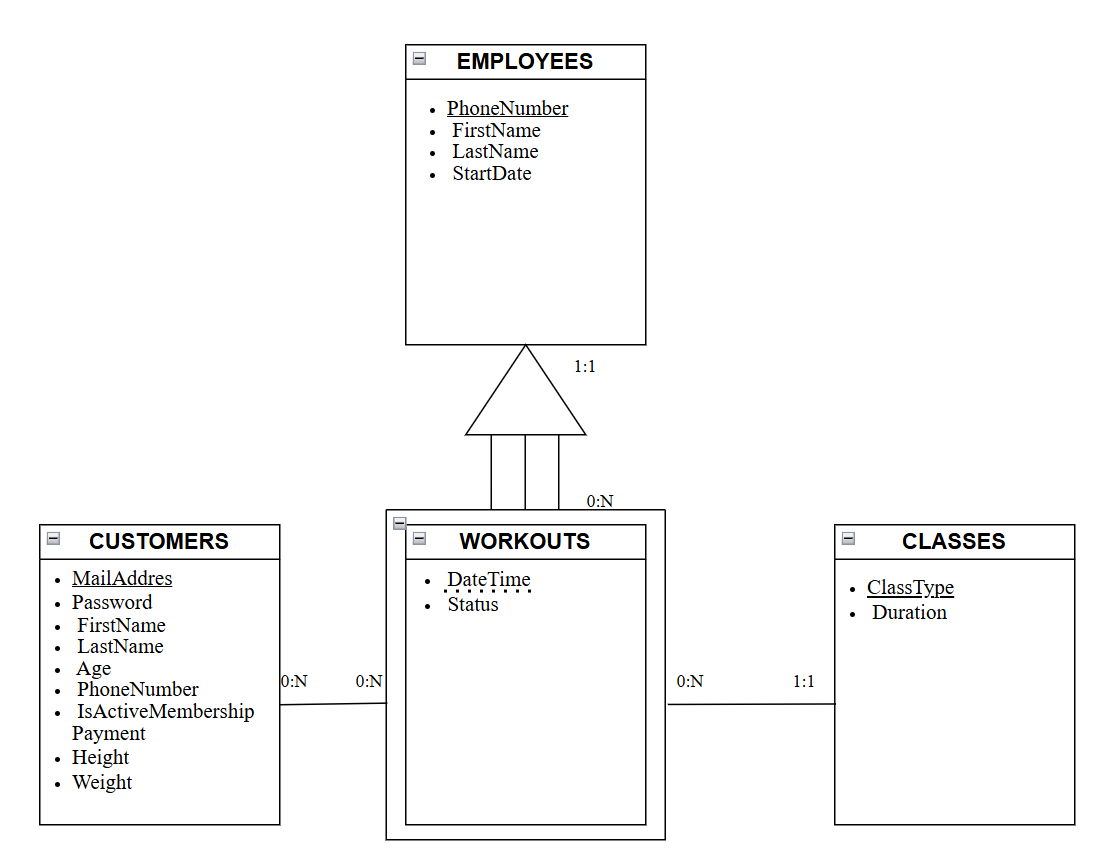 EMPLOYEES
PhoneNumber
FirstName
LastName
StartDate
1:1
0:N
CUSTOMERS
MailAddres
Password
FirstName
LastName
Age
PhoneNumber
IsActiveMembership
Payment
Height
Weight
0:N
0:N
WORKOUTS
DateTime
Status
0:N
1:1
CLASSES
ClassType
Duration